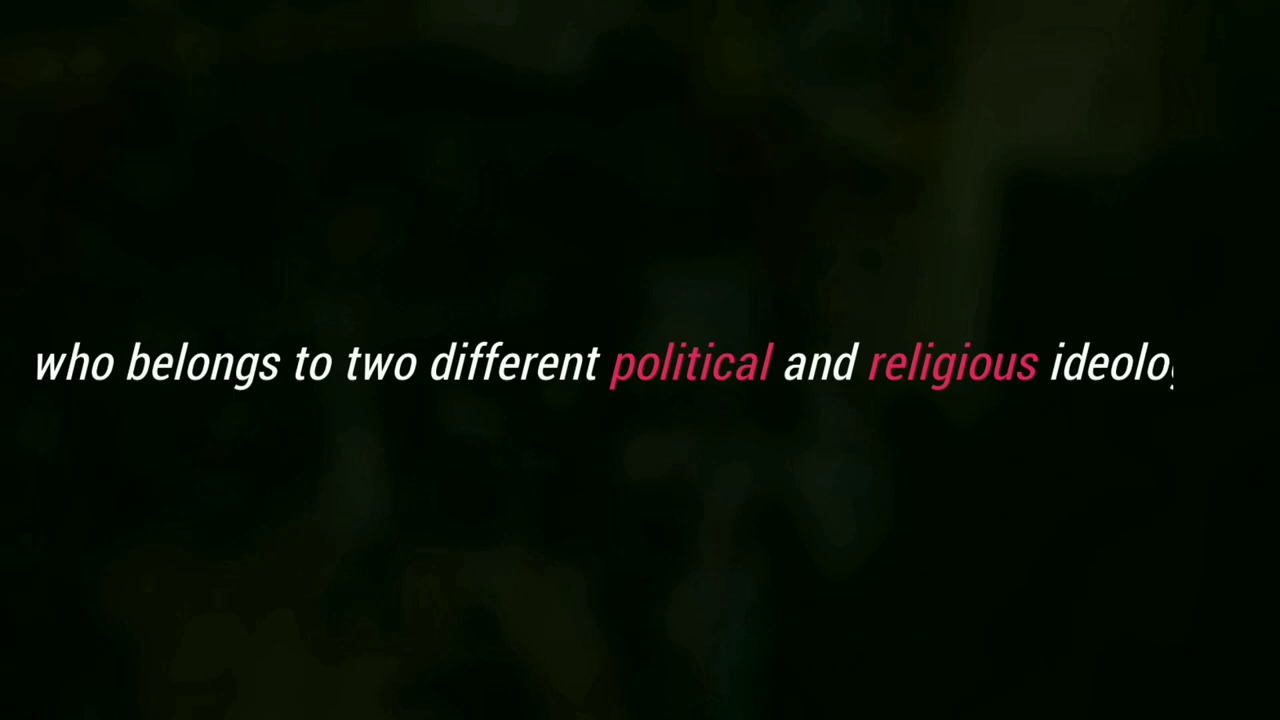 who belongs to two different political and religious ideolo